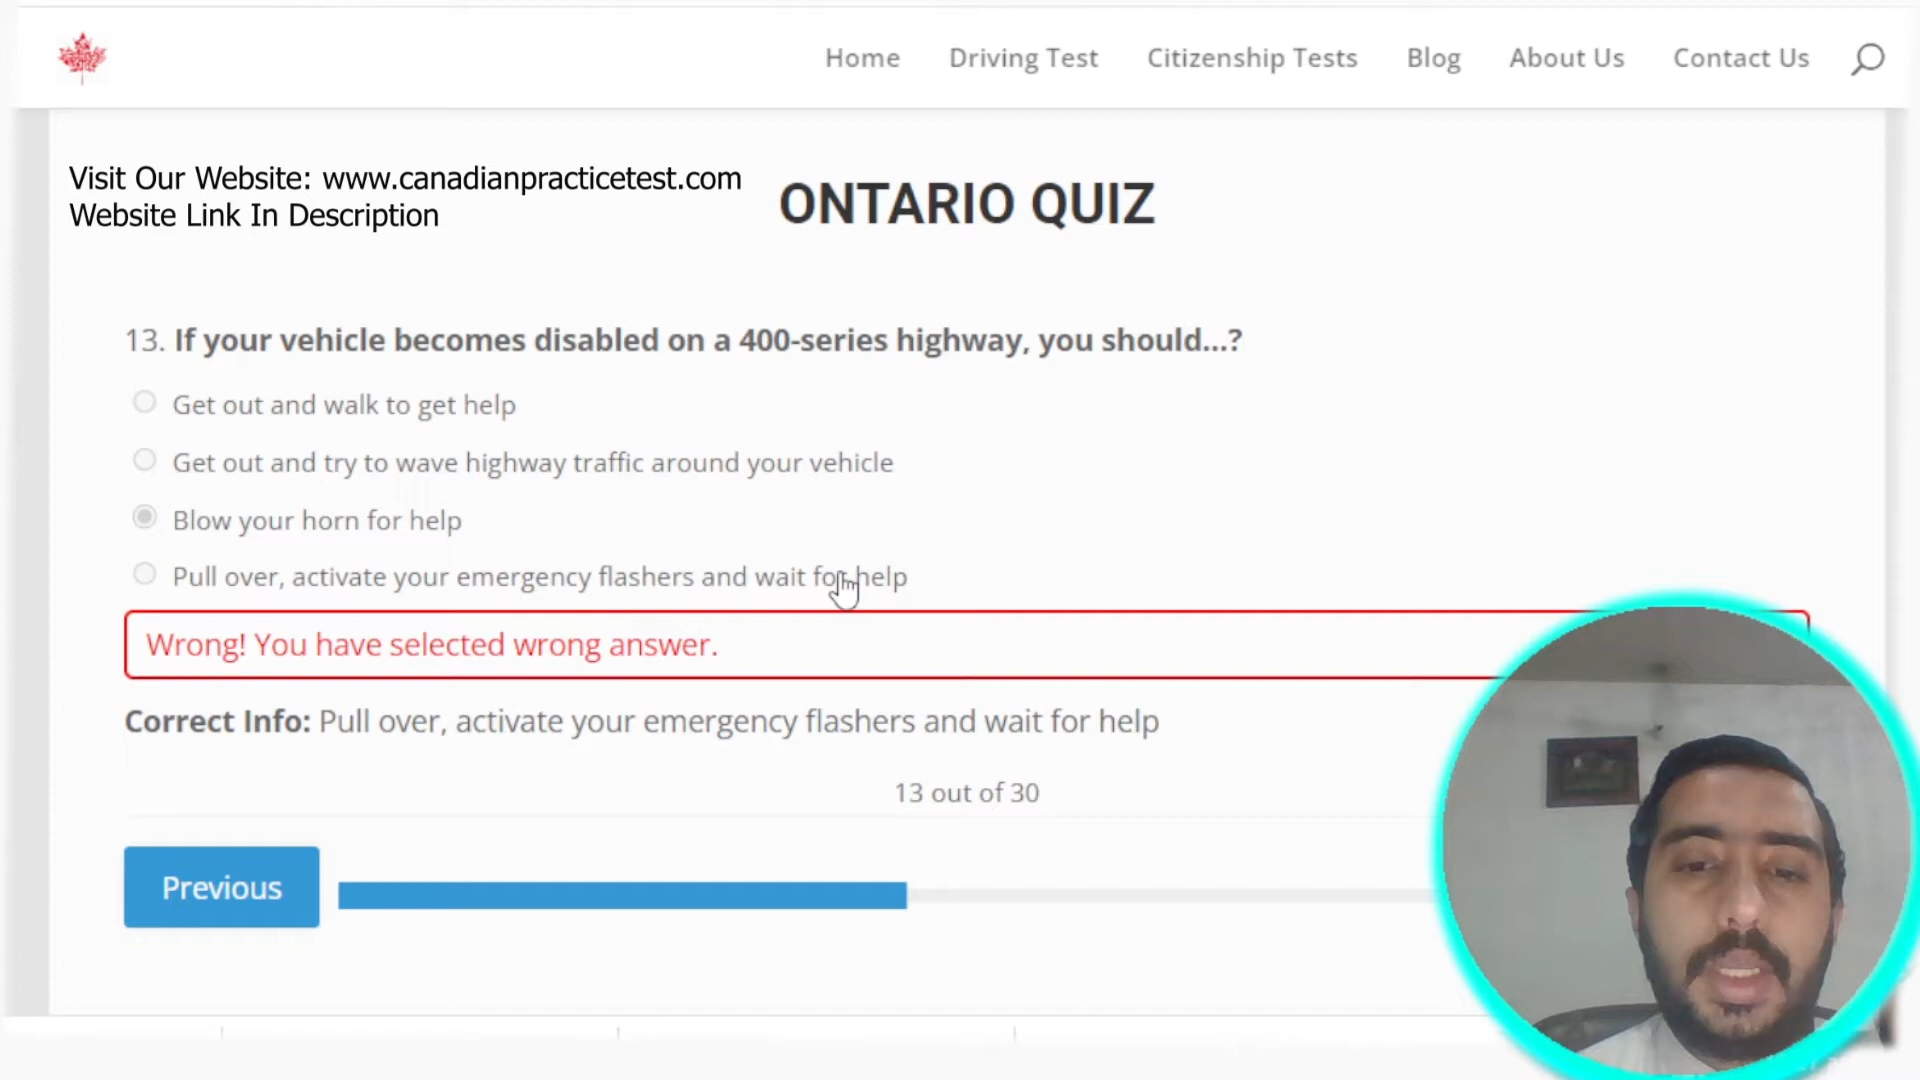 Home Driving Test Citizenship Tests Blog About Us Contact Us
Visit Our Website: www.canadianpracticetest.com
Website Link In Description
ONTARIO QUIZ
13. If your vehicle becomes disabled on a 400-series highway, you should...?
Get out and walk to get help
Get out and try to wave highway traffic around your vehicle
Blow your horn for help
Pull over, activate your emergency flashers and wait for help
Wrong! You have selected wrong answer.
Correct Info: Pull over, activate your emergency flashers and wait for help
13 out of 30
Previous